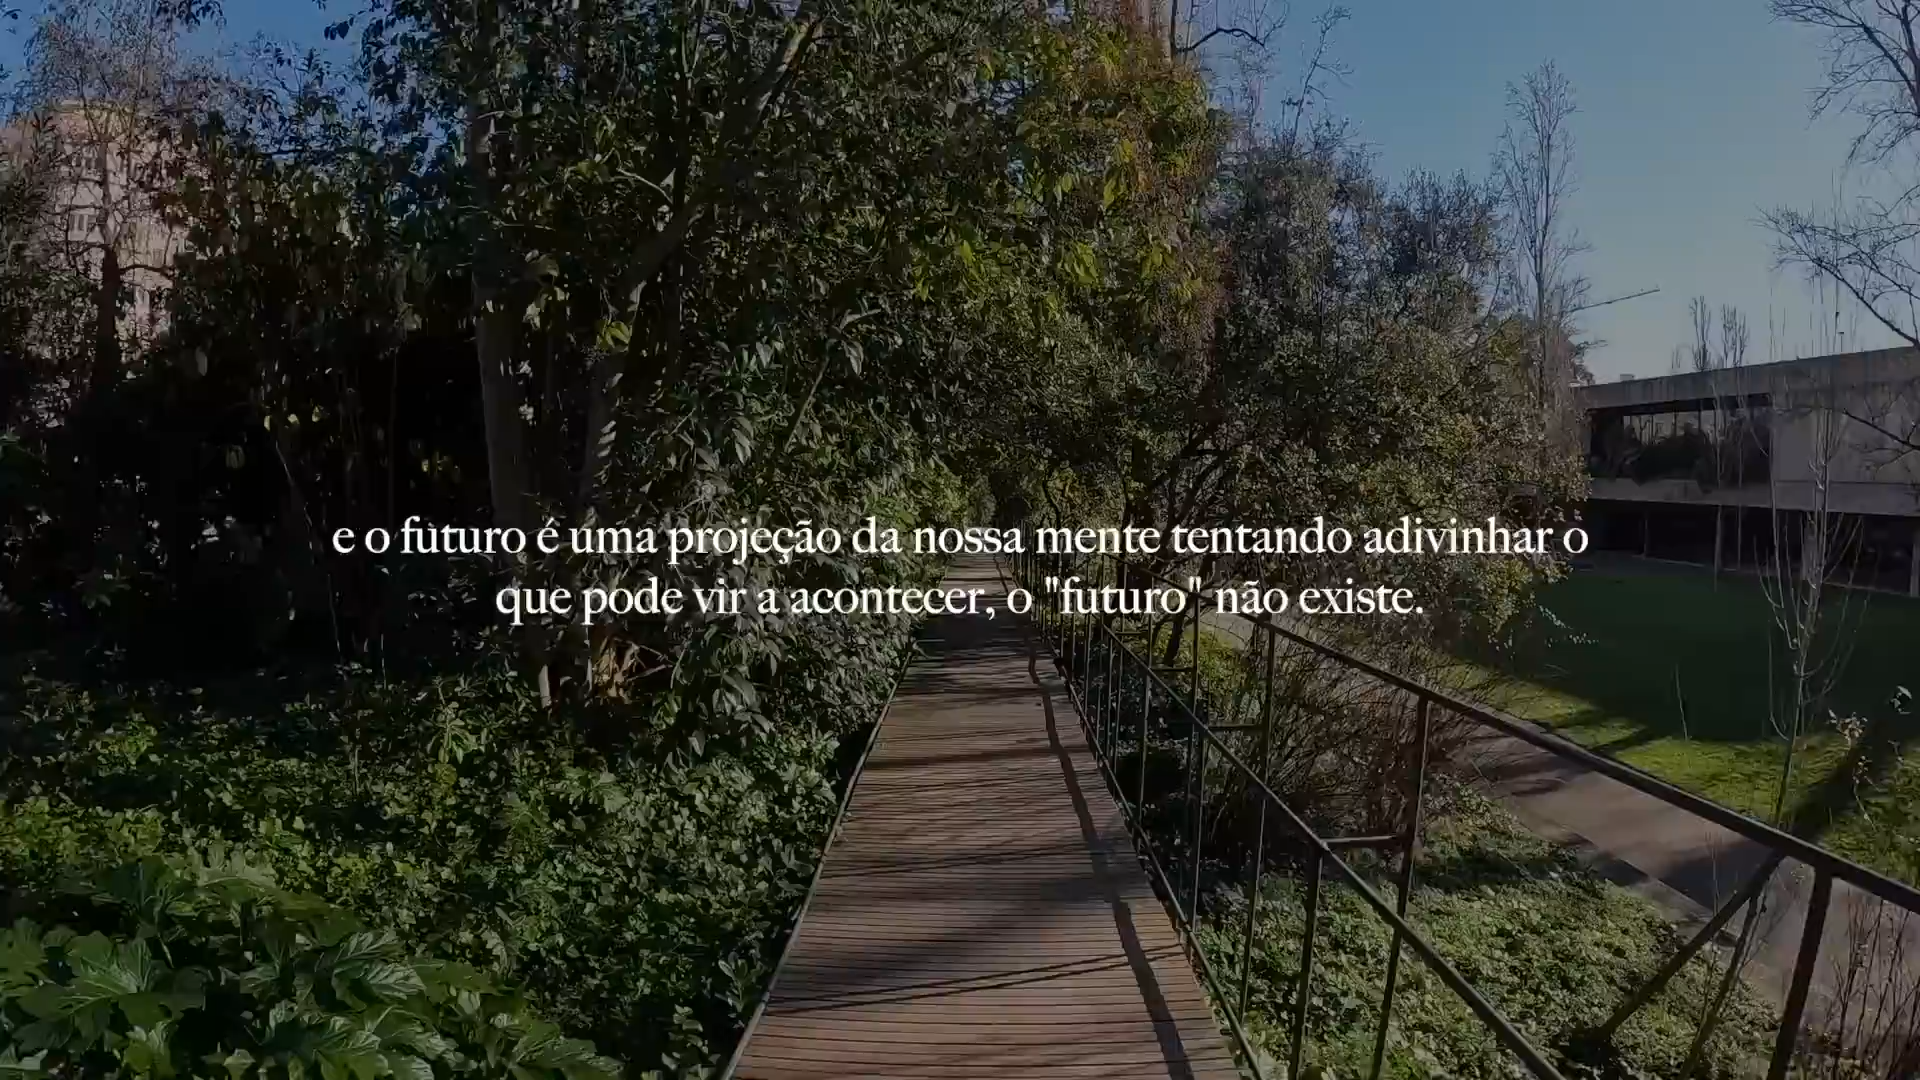 e o futuro é uma projeção da nossa mente tentando adivinhar o
que pode vir a acontecer, o "futuro" não existe.